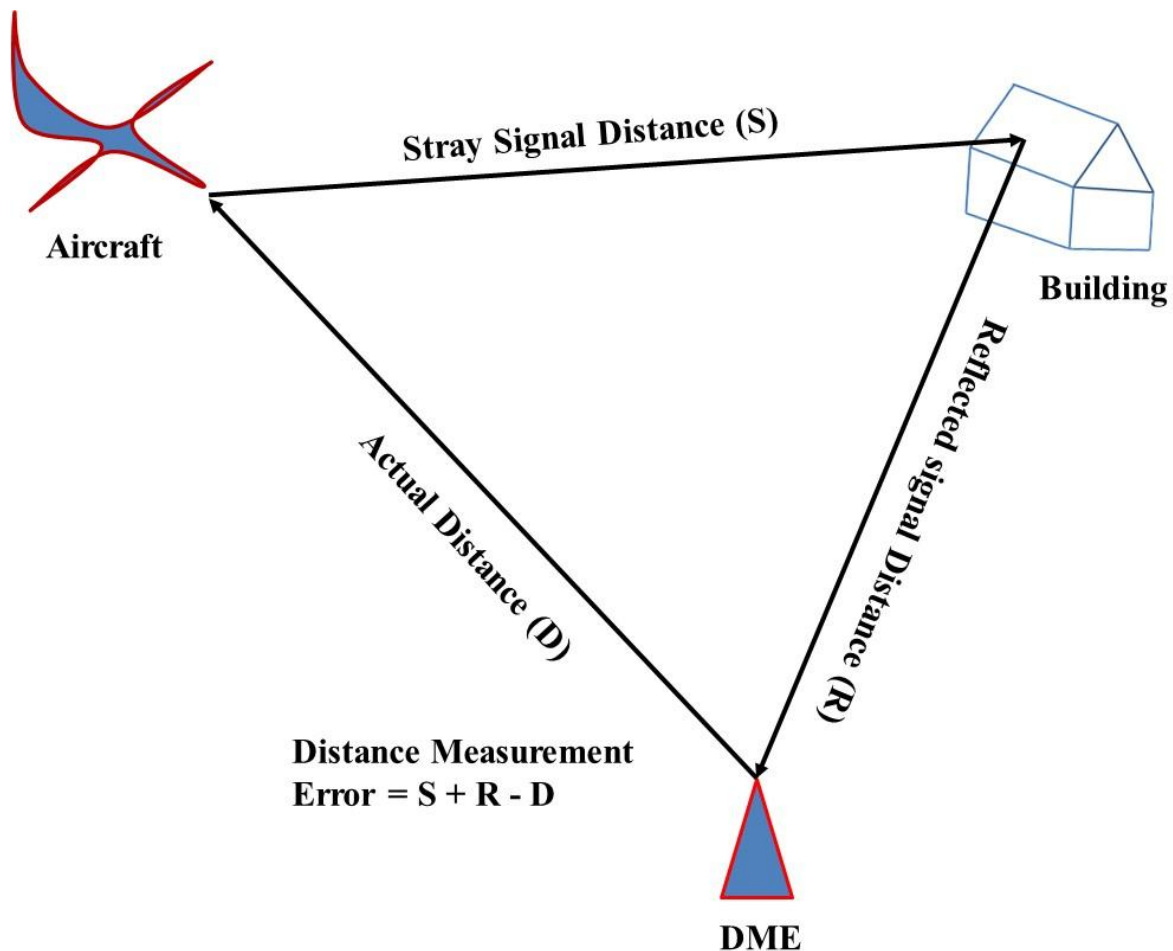 Stray Signal Distance (S)
Aircraft
Building
Reflected signal Distance (R)
Actual Distance (D)
Distance Measurement
Error = S + R - D
DME